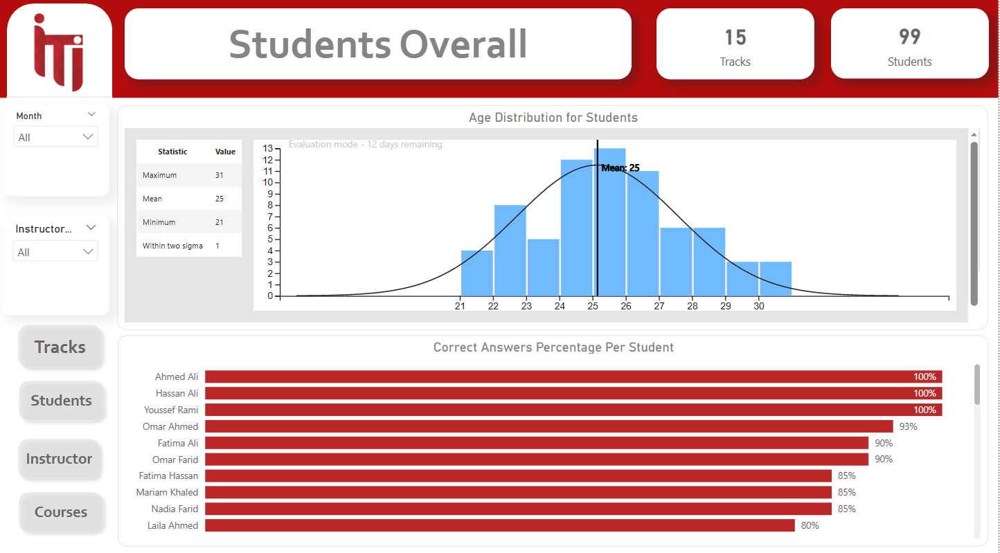 iTi
Students Overall
15
Tracks
99
Students
Month
All
Instructor...
All
Tracks
Students
Instructor
Courses
Age Distribution for Students
Statistic Value
Maximum 31
Mean 25
Minimum 21
Within two sigma 1
Evaluation mode - 12 days remaining
Mean: 25
13
12
11
10
9
8
7
6
5
4
3
2
1
0
21 22 23 24 25 26 27 28 29 30
Correct Answers Percentage Per Student
Ahmed Ali 100%
Hassan Ali 100%
Youssef Rami 100%
Omar Ahmed 93%
Fatima Ali 90%
Omar Farid 90%
Fatima Hassan 85%
Mariam Khaled 85%
Nadia Farid 85%
Laila Ahmed 80%